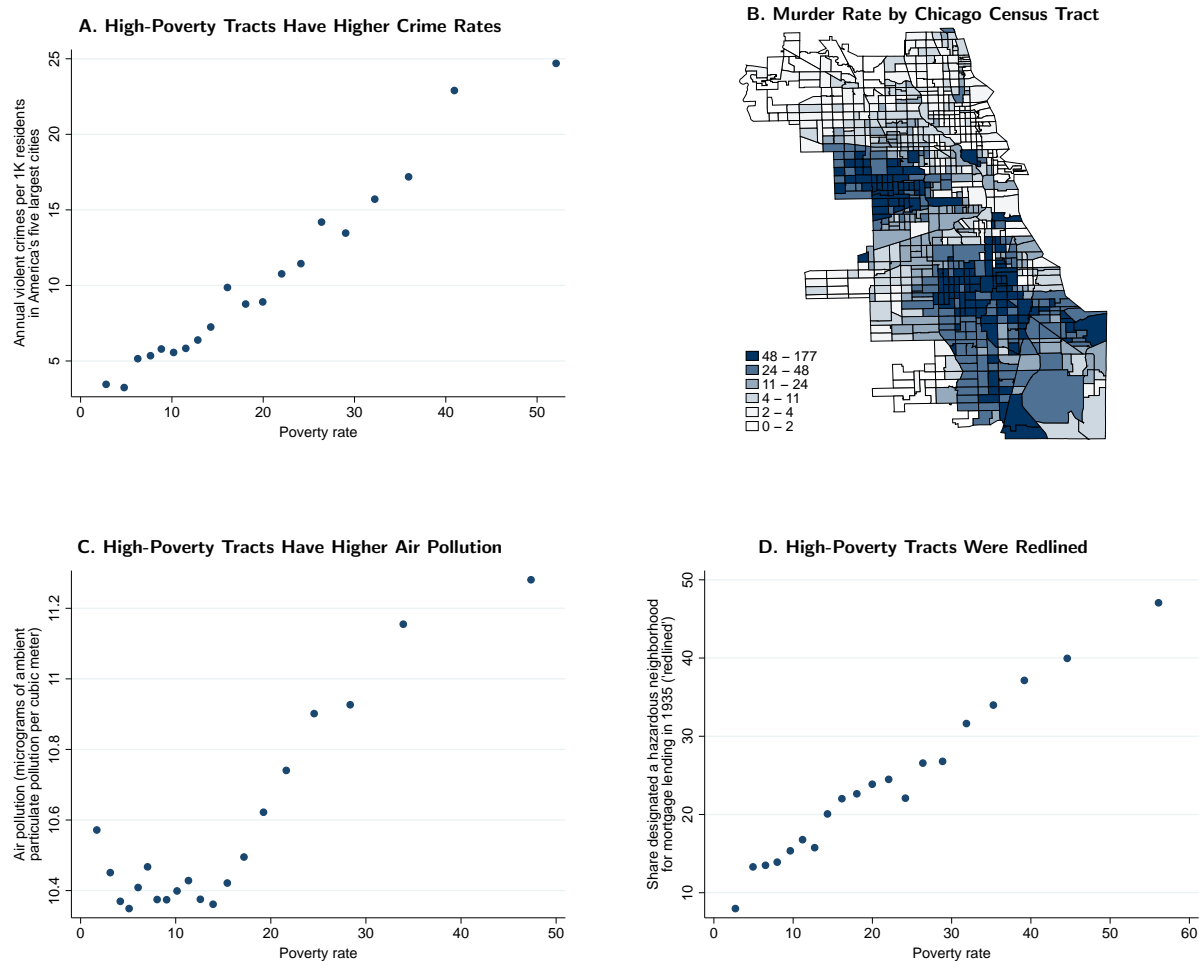 A. High-Poverty Tracts Have Higher Crime Rates
Annual violent crimes per 1K residents
in America's five largest cities
25
20
15
10
5
0 10 20 30 40 50
Poverty rate
B. Murder Rate by Chicago Census Tract
48 – 177
24 – 48
11 – 24
4 – 11
2 – 4
0 – 2
C. High-Poverty Tracts Have Higher Air Pollution
Air pollution (micrograms of ambient
particulate pollution per cubic meter)
11.2
11
10.8
10.6
10.4
0 10 20 30 40 50
Poverty rate
D. High-Poverty Tracts Were Redlined
Share designated a hazardous neighborhood
for mortgage lending in 1935 ('redlined')
50
40
30
20
10
0 10 20 30 40 50 60
Poverty rate